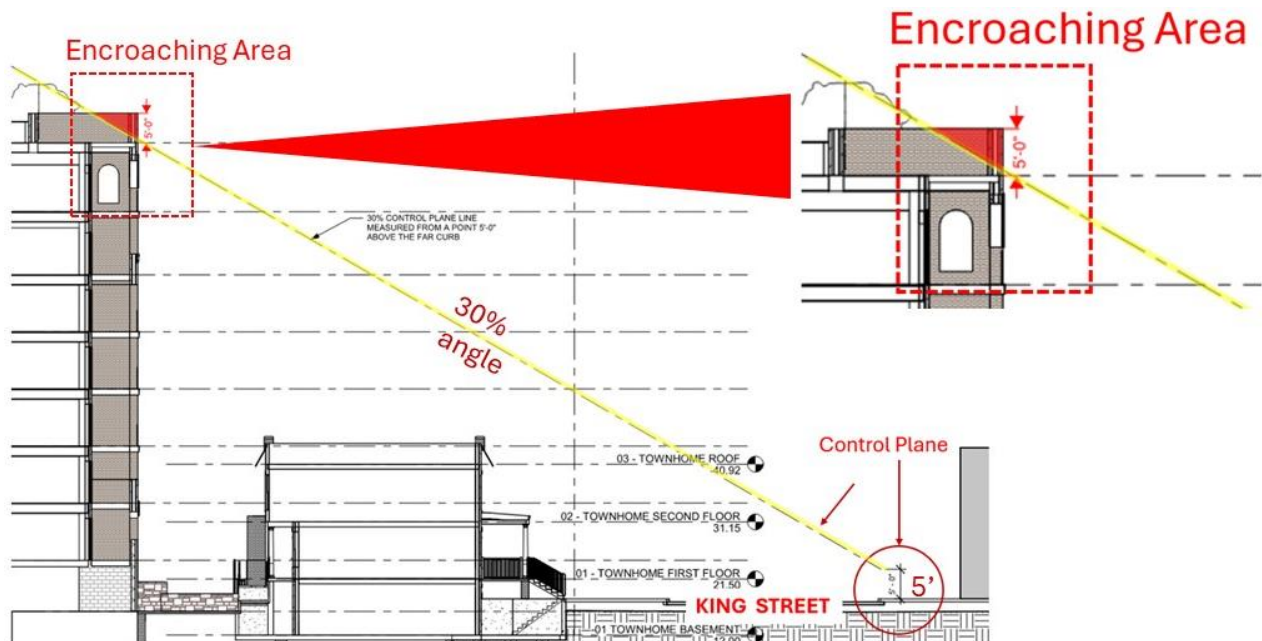 Encroaching Area
Encroaching Area
5'-0"
5'-0"
30% CONTROL PLANE LINE
MEASURED FROM A POINT 5'-0"
ABOVE THE FAR CURB
30%
angle
Control Plane
03 - TOWNHOME ROOF
40.92
02 - TOWNHOME SECOND FLOOR
31.15
01 - TOWNHOME FIRST FLOOR
21.50
5'-0"
5'
KING STREET
01 TOWNHOME BASEMENT